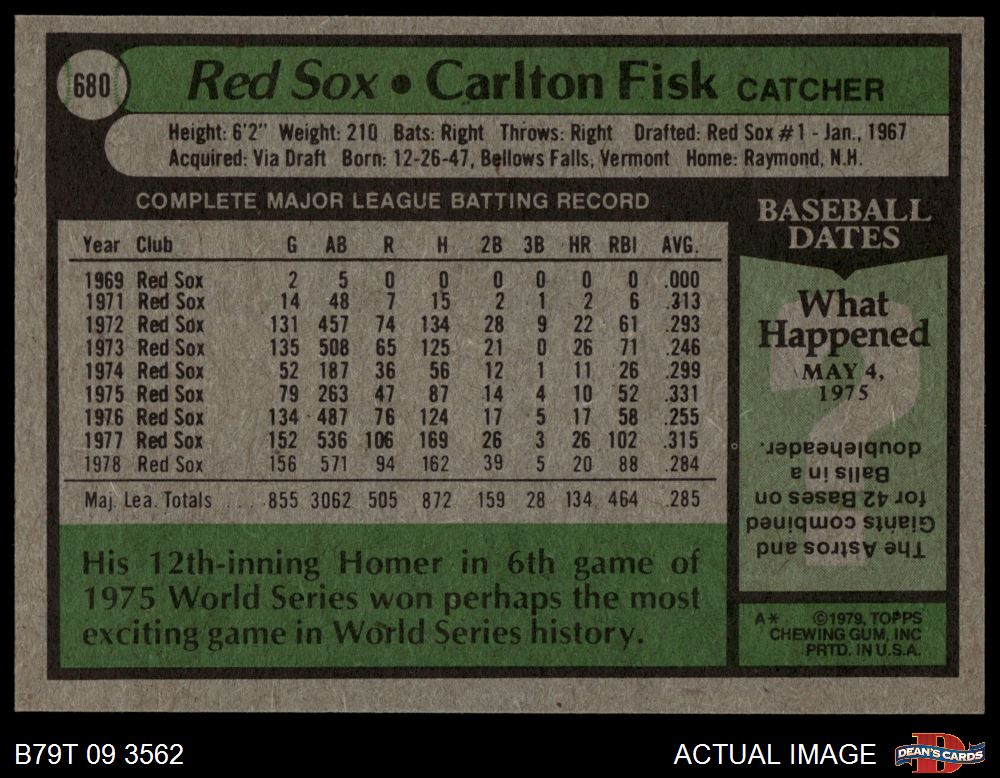 680
Red Sox • Carlton Fisk CATCHER
Height: 6'2" Weight: 210 Bats: Right Throws: Right Drafted: Red Sox #1 - Jan., 1967
Acquired: Via Draft Born: 12-26-47, Bellows Falls, Vermont Home: Raymond, N.H.
COMPLETE MAJOR LEAGUE BATTING RECORD
Year Club G AB R H 2B 3B HR RBI AVG.
1969 Red Sox 2 5 0 0 0 0 0 0 .000
1971 Red Sox 14 48 7 15 2 1 2 6 .313
1972 Red Sox 131 457 74 134 28 9 22 61 .293
1973 Red Sox 135 508 65 125 21 0 26 71 .246
1974 Red Sox 52 187 36 56 12 1 11 26 .299
1975 Red Sox 79 263 47 87 14 4 10 52 .331
1976 Red Sox 134 487 76 124 17 5 17 58 .255
1977 Red Sox 152 536 106 169 26 3 26 102 .315
1978 Red Sox 156 571 94 162 39 5 20 88 .284
Maj. Lea. Totals .... 855 3062 505 872 159 28 134 464 .285
His 12th-inning Homer in 6th game of
1975 World Series won perhaps the most
exciting game in World Series history.
BASEBALL
DATES
What
Happened
MAY 4,
1975
?
The Astros and
Giants combined
for 42 Bases on
Balls in a
doubleheader.
A* ©1979, TOPPS
CHEWING GUM, INC
PRTD. IN U.S.A.
B79T 09 3562
ACTUAL IMAGE
D
DEAN'S CARDS